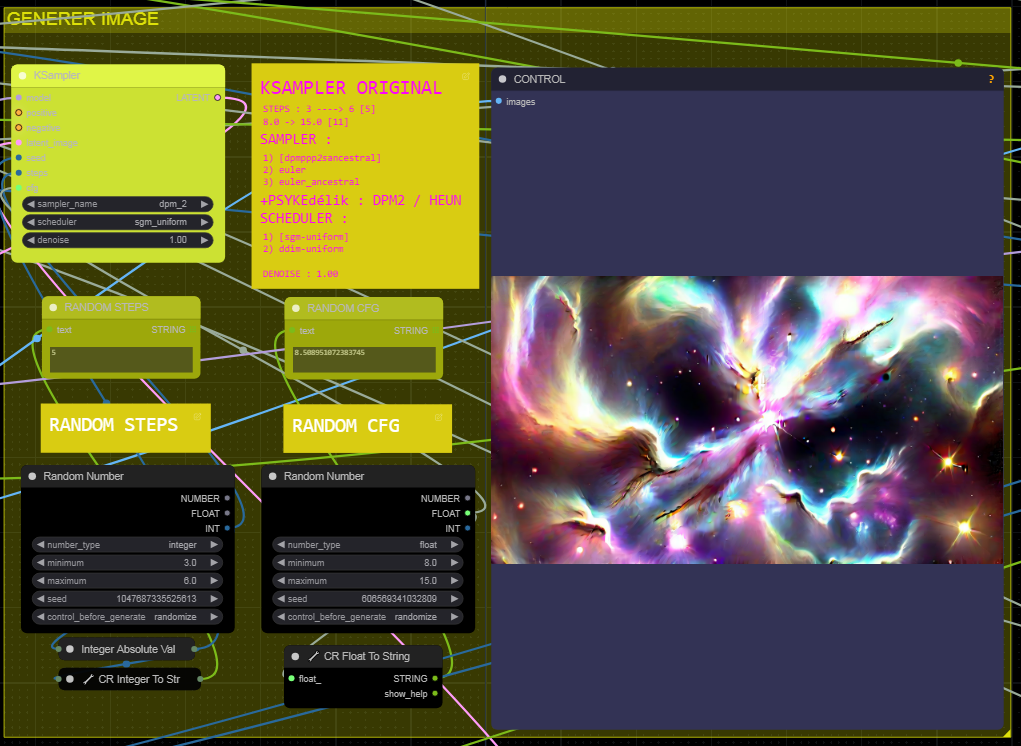 GENERER IMAGE
KSampler
model
LATENT
positive
negative
latent_image
seed
steps
cfg
sampler_name dpm_2
scheduler sgm_uniform
denoise 1.00
KSAMPLER ORIGINAL
STEPS : 3 ----> 6 [5]
8.0 -> 15.0 [11]
SAMPLER :
1) [dpmppp2sancestral]
2) euler
3) euler_ancestral
+PSYKEdélik : DPM2 / HEUN
SCHEDULER :
1) [sgm-uniform]
2) ddim-uniform
DENOISE : 1.00
CONTROL ?
images
RANDOM STEPS
text STRING
5
RANDOM CFG
text STRING
8.508951072383745
RANDOM STEPS
RANDOM CFG
Random Number
NUMBER
FLOAT
INT
number_type integer
minimum 3.0
maximum 6.0
seed 1047687335525613
control_before_generate randomize
Integer Absolute Val
CR Integer To Str
Random Number
NUMBER
FLOAT
INT
number_type float
minimum 8.0
maximum 15.0
seed 606569341032809
control_before_generate randomize
CR Float To String
float_ STRING
show_help